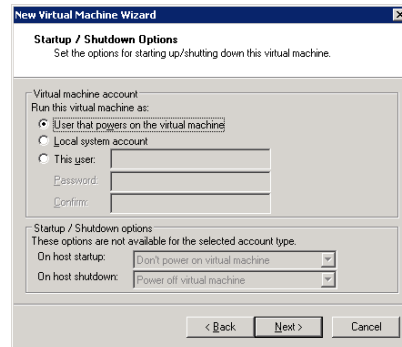 New Virtual Machine Wizard
Startup / Shutdown Options
Set the options for starting up/shutting down this virtual machine.
Virtual machine account
Run this virtual machine as:
User that powers on the virtual machine
Local system account
This user:
Password:
Confirm:
Startup / Shutdown options
These options are not available for the selected account type.
On host startup: Don't power on virtual machine
On host shutdown: Power off virtual machine
< Back Next > Cancel